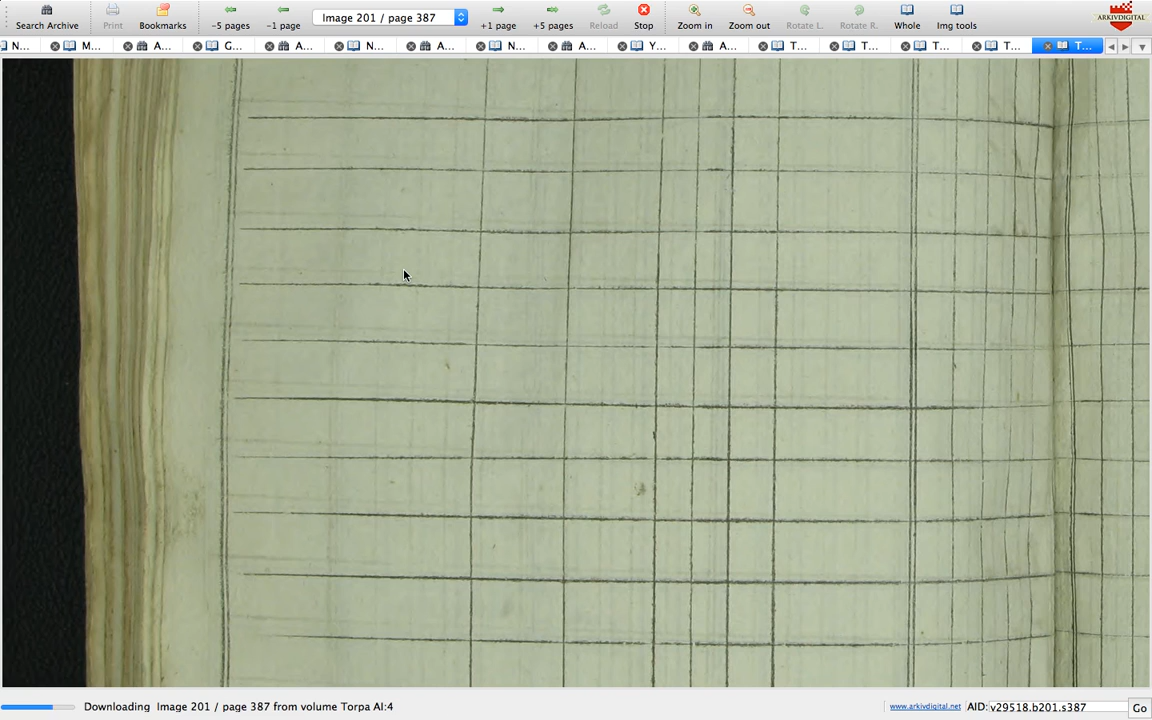 Image 201 / page 387
ARKIVDIGITAL
Search Archive Print Bookmarks -5 pages -1 page +1 page +5 pages Reload Stop Zoom in Zoom out Rotate L. Rotate R. Whole Img tools
N... M... A... G... A... N... A... N... A... Y... A... T... T... T... T... T...
Downloading Image 201 / page 387 from volume Torpa AI:4 www.arkivdigital.net AID: v29518.b201.s387 Go